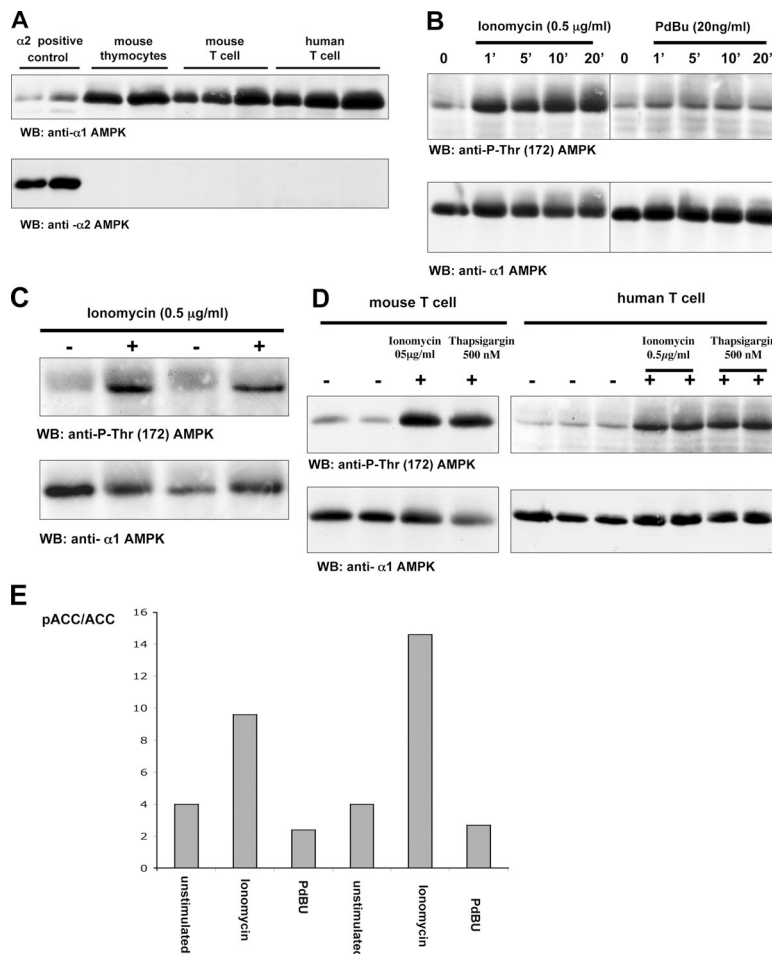 A
α2 positive control
mouse thymocytes
mouse T cell
human T cell
WB: anti-α1 AMPK
WB: anti -α2 AMPK
B
Ionomycin (0.5 μg/ml)
PdBu (20ng/ml)
0 1’ 5’ 10’ 20’ 0 1’ 5’ 10’ 20’
WB: anti-P-Thr (172) AMPK
WB: anti- α1 AMPK
C
Ionomycin (0.5 μg/ml)
- + - +
WB: anti-P-Thr (172) AMPK
WB: anti- α1 AMPK
D
mouse T cell
human T cell
Ionomycin 05μg/ml
Thapsigargin 500 nM
Ionomycin 0.5μg/ml
Thapsigargin 500 nM
- - + + - - - + + + +
WB: anti-P-Thr (172) AMPK
WB: anti- α1 AMPK
E
pACC/ACC
16
14
12
10
8
6
4
2
0
unstimulated
Ionomycin
PdBU
unstimulated
Ionomycin
PdBU